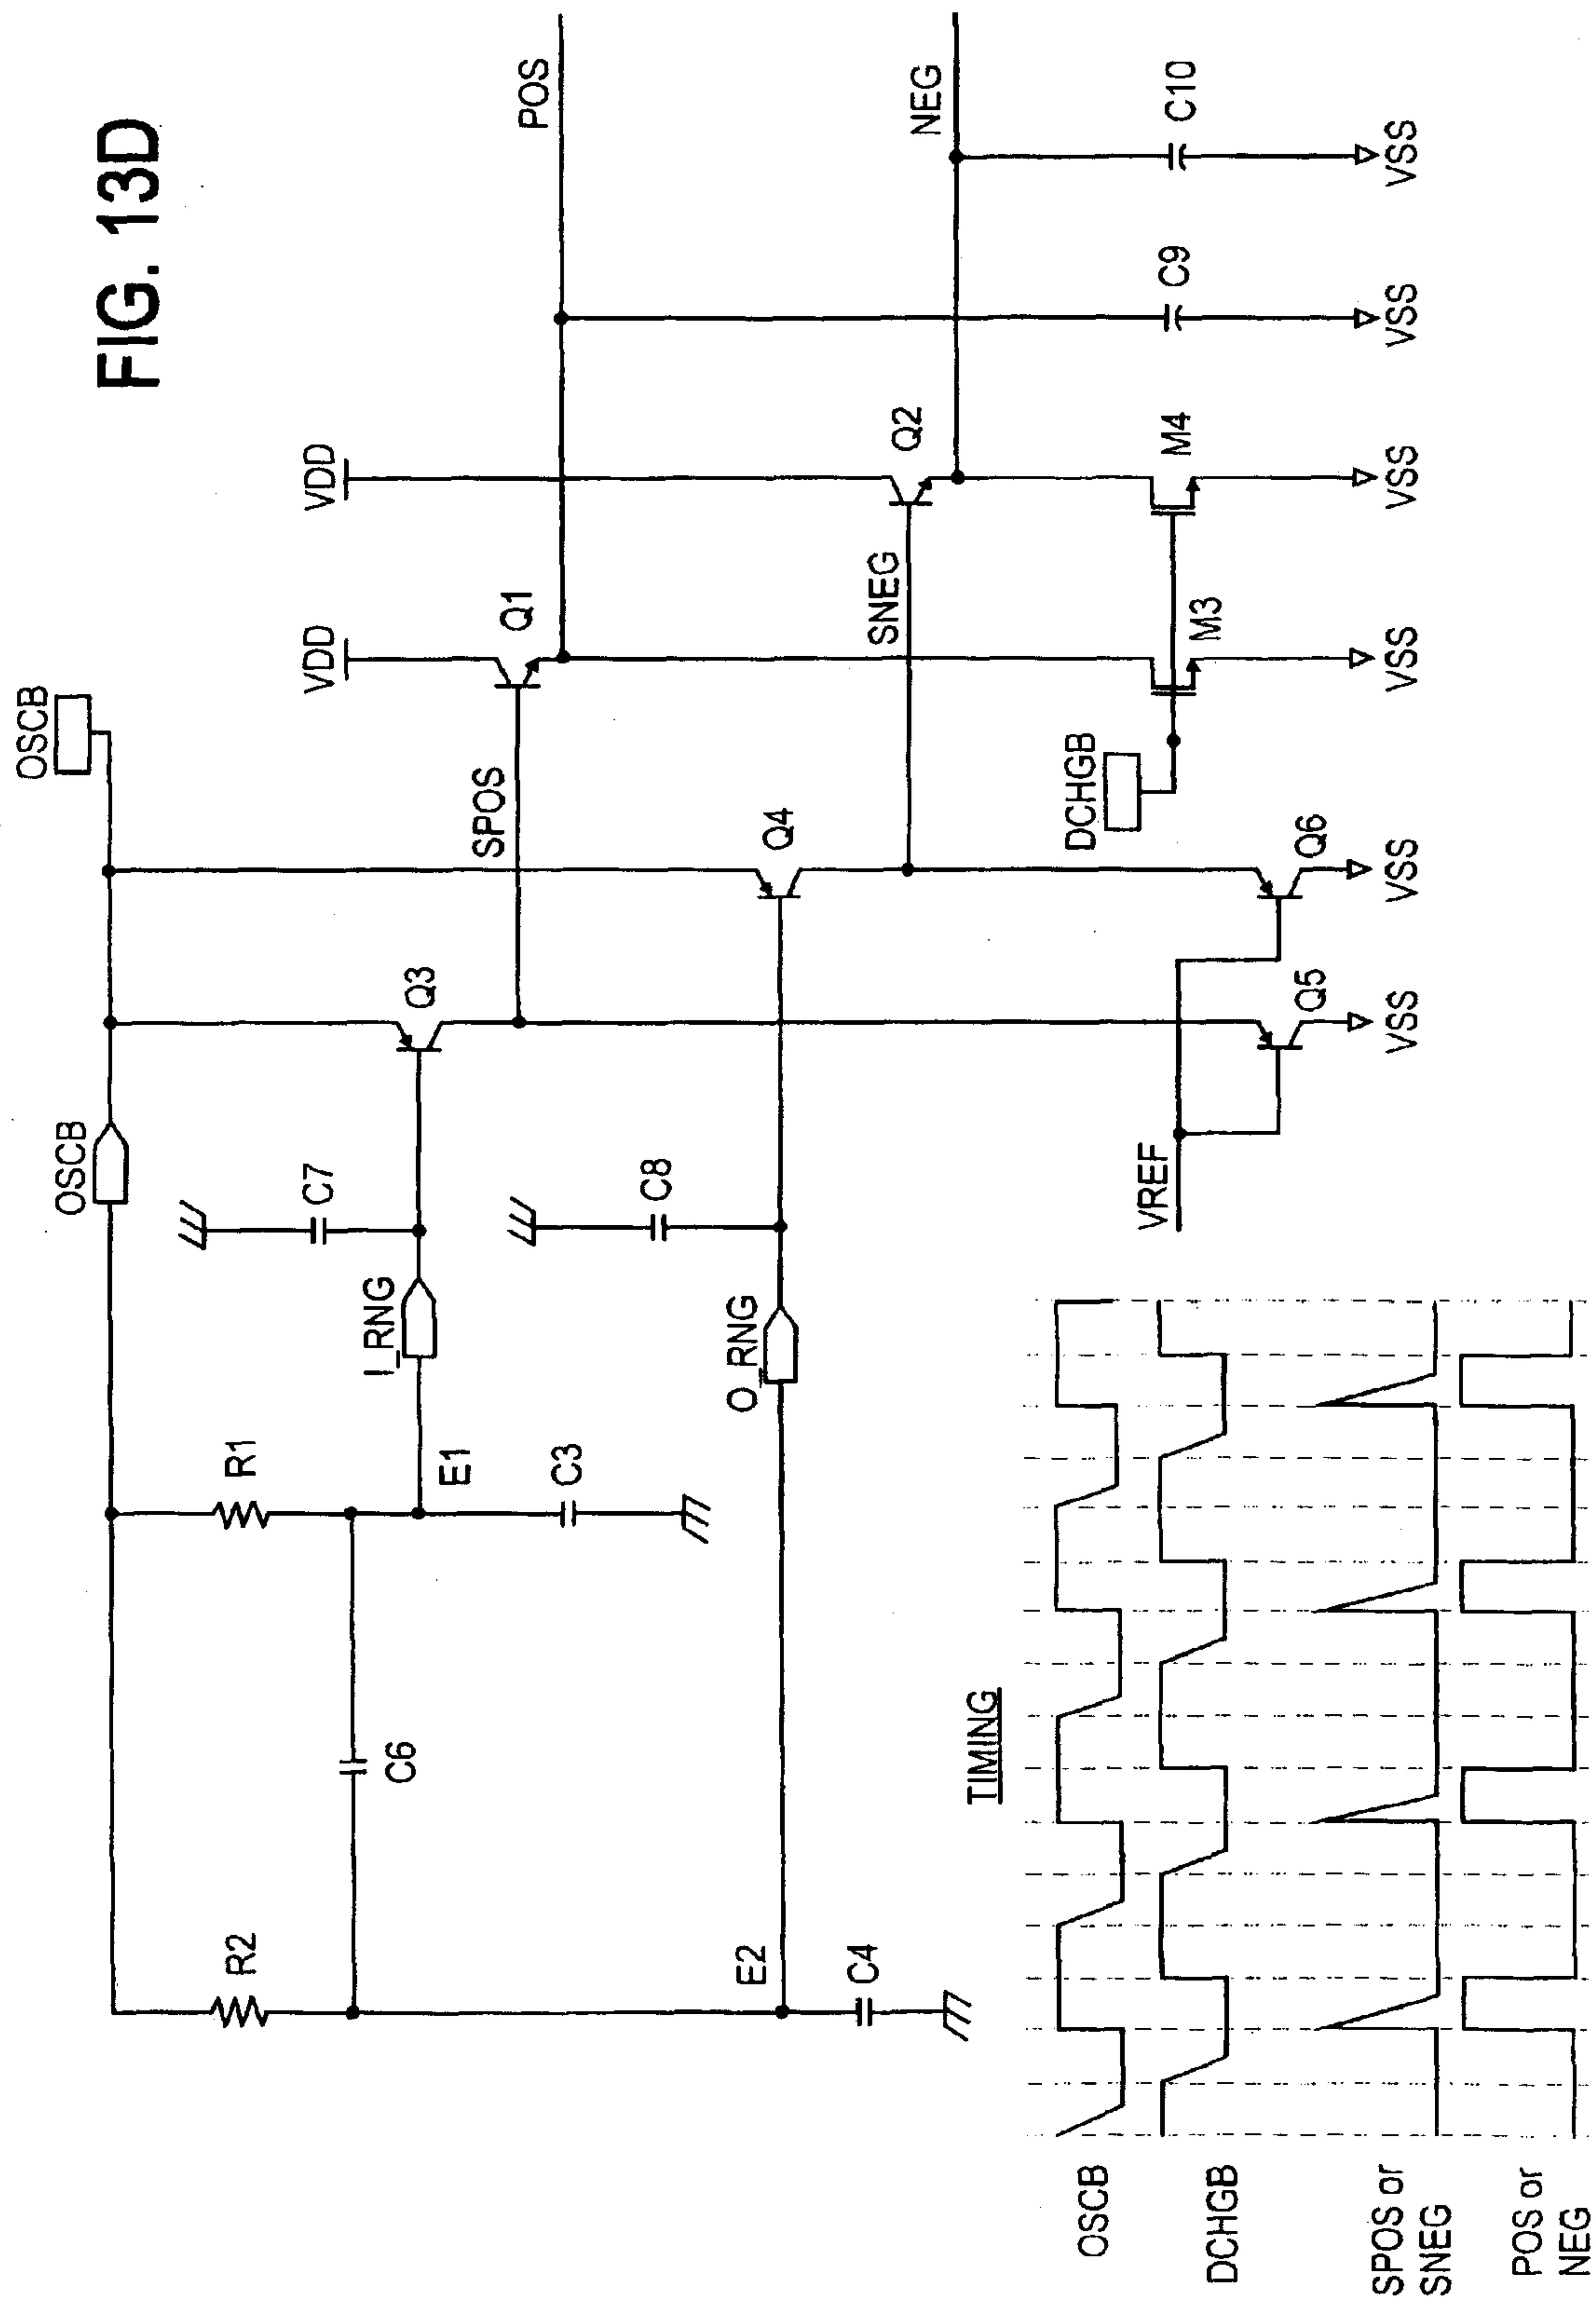 FIG. 13D
OSCB
OSCB
VDD
VDD
POS
R2
R1
C7
Q3
SPOS
Q1
I_RNG
E1
C6
C3
C8
Q4
SNEG
Q2
NEG
O_RNG
E2
C4
DCHGB
M3
M4
C9
C10
VREF
Q5
Q6
VSS
VSS
VSS
VSS
VSS
VSS
TIMING
OSCB
DCHGB
SPOS or
SNEG
POS or
NEG